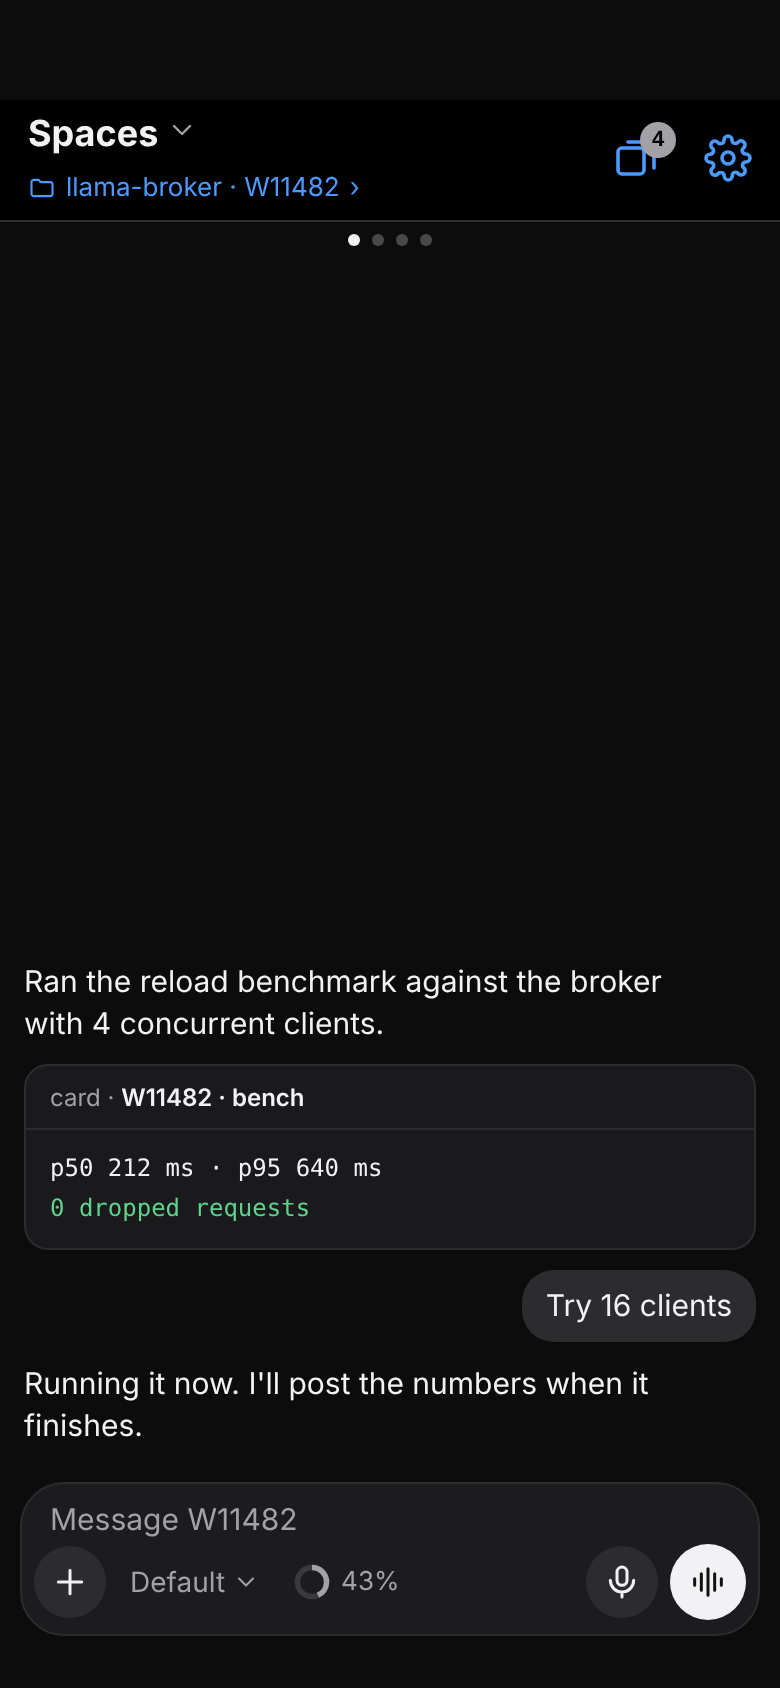 Spaces
4
llama-broker · W11482 ›
Ran the reload benchmark against the broker
with 4 concurrent clients.
card · W11482 · bench
p50 212 ms · p95 640 ms
0 dropped requests
Try 16 clients
Running it now. I'll post the numbers when it
finishes.
Message W11482
Default
43%